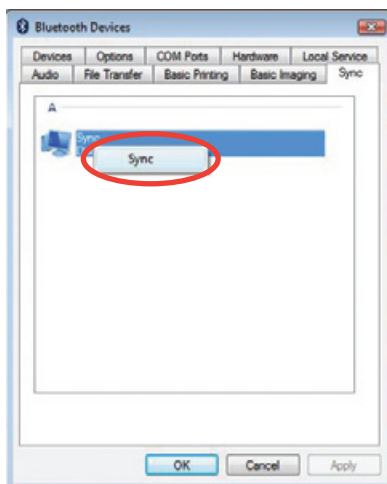 Bluetooth Devices
Devices Options COM Ports Hardware Local Service
Audio File Transfer Basic Printing Basic Imaging Sync
A
Sync
Sync
OK Cancel Apply